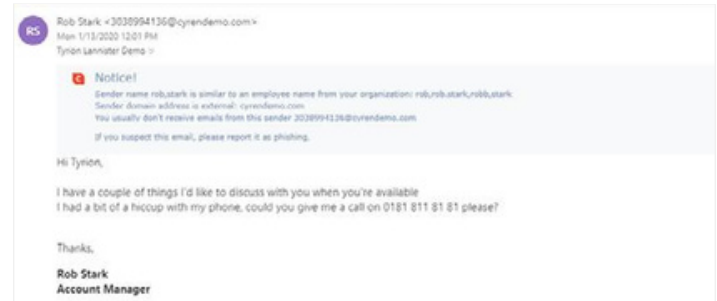 RS
Rob Stark <3038994136@cyrendemo.com>
Mon 1/13/2020 12:01 PM
Tyrion Lannister Demo
Notice!
Sender name rob,stark is similar to an employee name from your organization: rob,rob.stark,robb,stark
Sender domain address is external: cyrendemo.com
You usually don't receive emails from this sender 3038994136@cyrendemo.com
If you suspect this email, please report it as phishing.
Hi Tyrion,
I have a couple of things I'd like to discuss with you when you're available
I had a bit of a hiccup with my phone, could you give me a call on 0181 811 81 81 please?
Thanks,
Rob Stark
Account Manager